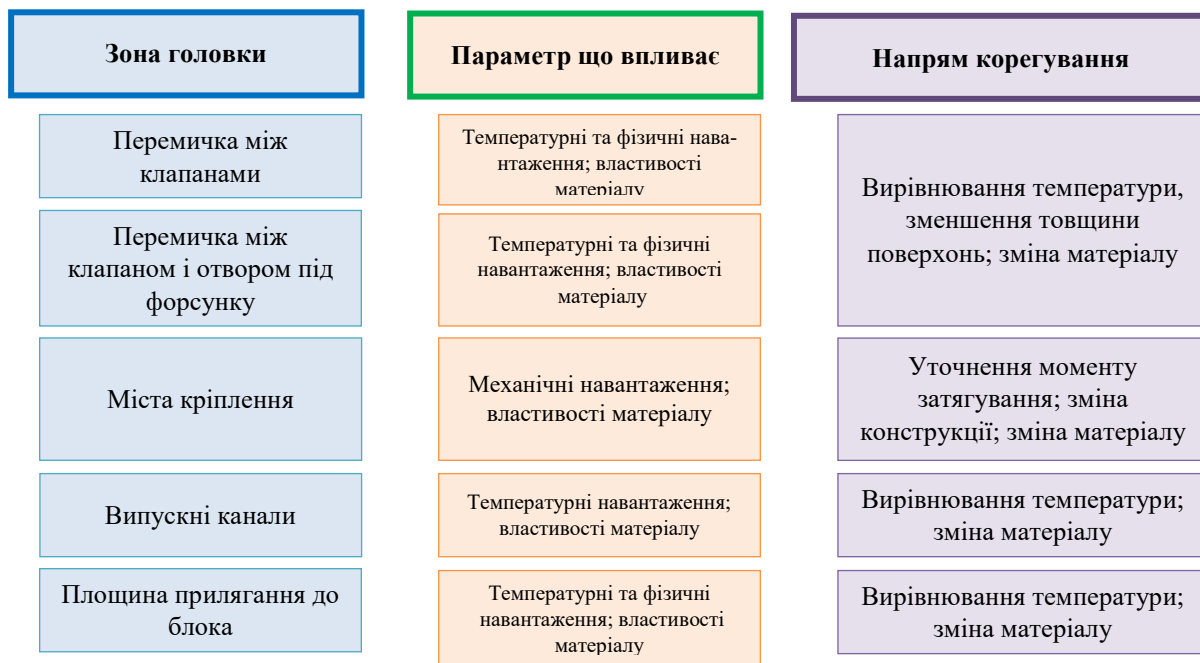 Зона головки
Параметр що впливає
Напрям корегування
Перемичка між
клапанами
Температурні та фізичні нава-
нтаження; властивості
матеріалу
Вирівнювання температури,
зменшення товщини
поверхонь; зміна матеріалу
Перемичка між
клапаном і отвором під
форсунку
Температурні та фізичні
навантаження; властивості
матеріалу
Міста кріплення
Механічні навантаження;
властивості матеріалу
Уточнення моменту
затягування; зміна
конструкції; зміна матеріалу
Випускні канали
Температурні навантаження;
властивості матеріалу
Вирівнювання температури;
зміна матеріалу
Площина прилягання до
блока
Температурні та фізичні
навантаження; властивості
матеріалу
Вирівнювання температури;
зміна матеріалу